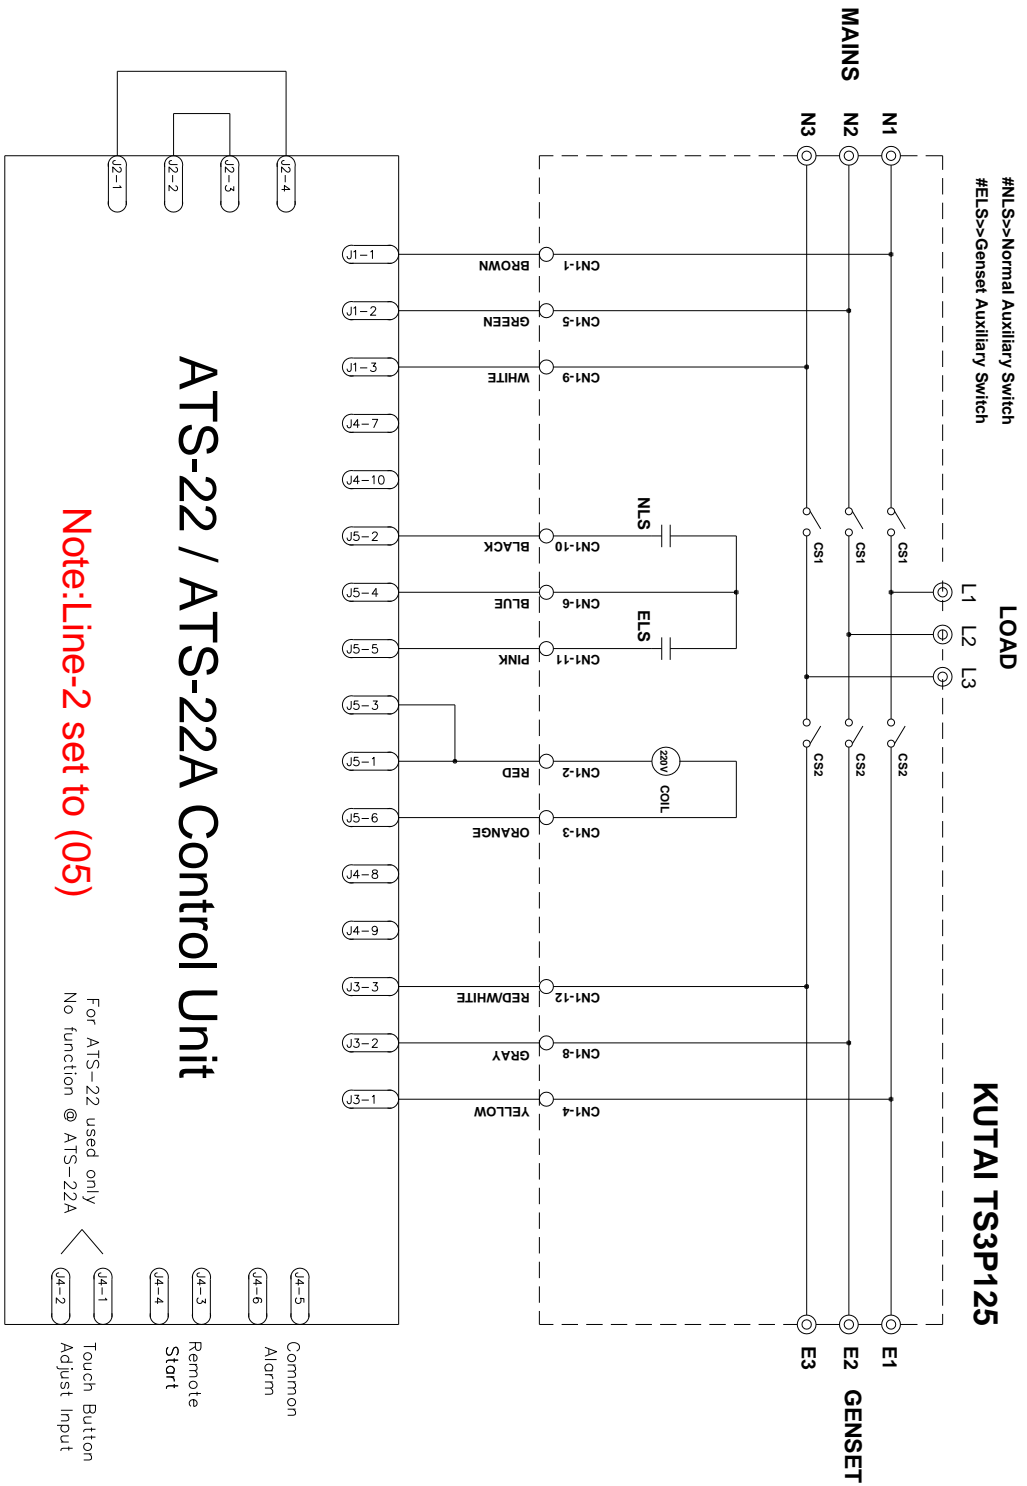 KUTAI TS3P125
#NLS>>Normal Auxiliary Switch
#ELS>>Genset Auxiliary Switch
LOAD
L1
L2
L3
MAINS
N1
N2
N3
CS1
CS1
CS1
CS2
CS2
CS2
E1
E2
E3
GENSET
NLS
ELS
220V
COIL
CN1-1
CN1-5
CN1-9
CN1-10
CN1-6
CN1-11
CN1-2
CN1-3
CN1-12
CN1-8
CN1-4
BROWN
GREEN
WHITE
BLACK
BLUE
PINK
RED
ORANGE
RED/WHITE
GRAY
YELLOW
J1-1
J1-2
J1-3
J4-7
J4-10
J5-2
J5-4
J5-5
J5-3
J5-1
J5-6
J4-8
J4-9
J3-3
J3-2
J3-1
J2-4
J2-3
J2-2
J2-1
ATS-22 / ATS-22A Control Unit
Note:Line-2 set to (05)
For ATS-22 used only
No function @ ATS-22A
J4-5
J4-6
Common
Alarm
J4-3
J4-4
Remote
Start
J4-1
J4-2
Touch Button
Adjust Input